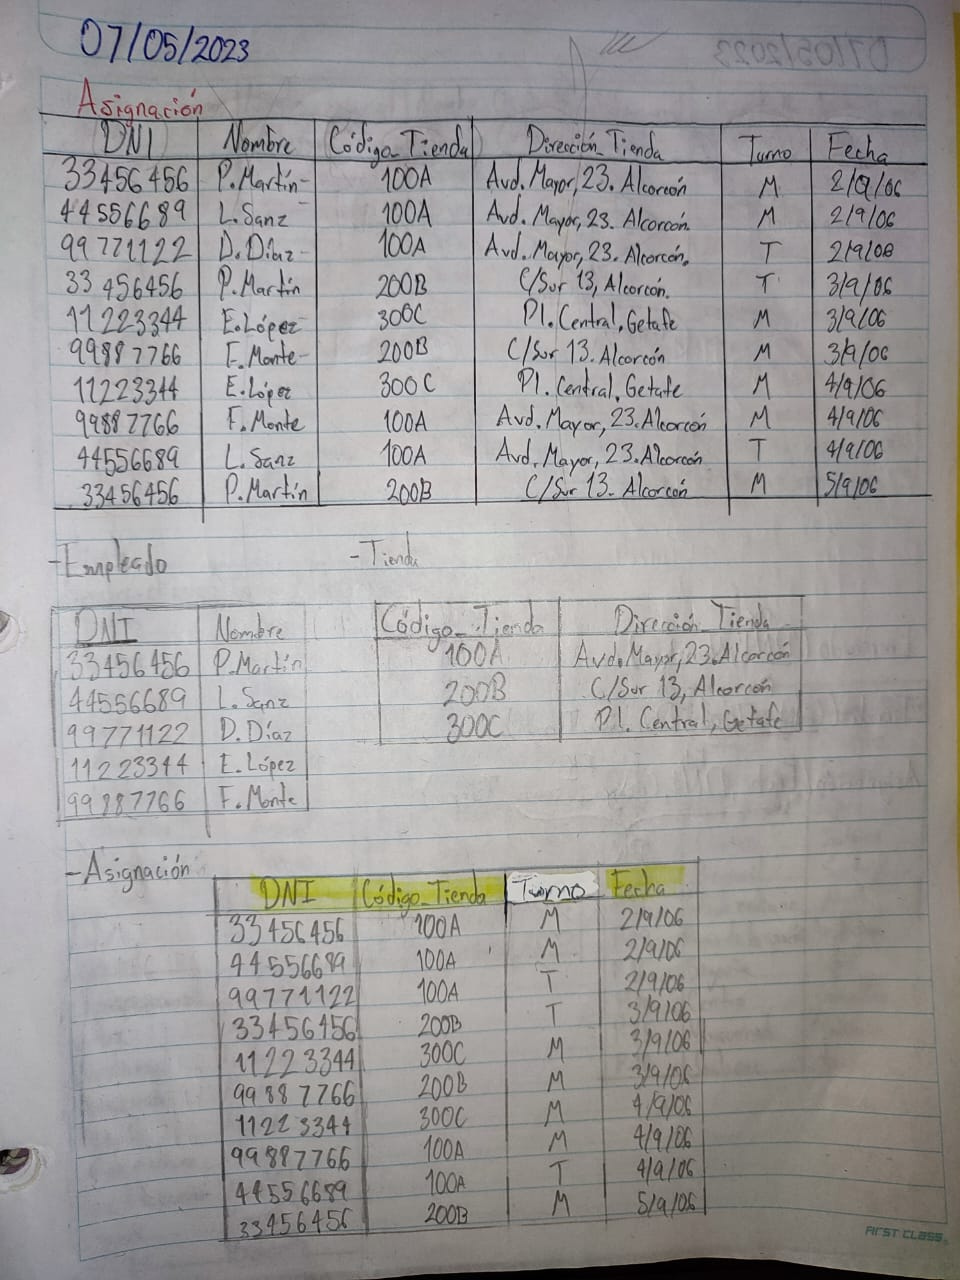 07/05/2023
Asignación
DNI Nombre Código_Tienda Dirección_Tienda Turno Fecha
33456456 P.Martín- 100A Avd. Mayor, 23. Alcorcón M 2/9/06
44556689 L.Sanz- 100A Avd. Mayor, 23. Alcorcón. M 2/9/06
99771122 D.Díaz- 100A Avd. Mayor, 23. Alcorcón. T 2/9/06
33456456 P.Martín 200B C/Sur 13, Alcorcón. T 3/9/06
11223344 E.López- 300C Pl. Central, Getafe M 3/9/06
99887766 F.Monte- 200B C/Sur 13. Alcorcón M 3/9/06
11223344 E.López 300C Pl. Central, Getafe M 4/9/06
99887766 F.Monte 100A Avd. Mayor, 23. Alcorcón M 4/9/06
44556689 L.Sanz 100A Avd. Mayor, 23. Alcorcón T 4/9/06
33456456 P.Martín 200B C/Sur 13. Alcorcón M 5/9/06
-Empleado -Tienda
DNI Nombre Código_Tienda Dirección_Tienda
33456456 P.Martín 100A Avd. Mayor, 23. Alcorcón
44556689 L.Sanz 200B C/Sur 13, Alcorcón
99771122 D.Díaz 300C Pl. Central, Getafe
11223344 E.López
99887766 F.Monte
-Asignación
DNI Código_Tienda Turno Fecha
33456456 100A M 2/9/06
44556689 100A M 2/9/06
99771122 100A T 2/9/06
33456456 200B T 3/9/06
11223344 300C M 3/9/06
99887766 200B M 3/9/06
11223344 300C M 4/9/06
99887766 100A M 4/9/06
44556689 100A T 4/9/06
33456456 200B M 5/9/06
FIRST CLASS